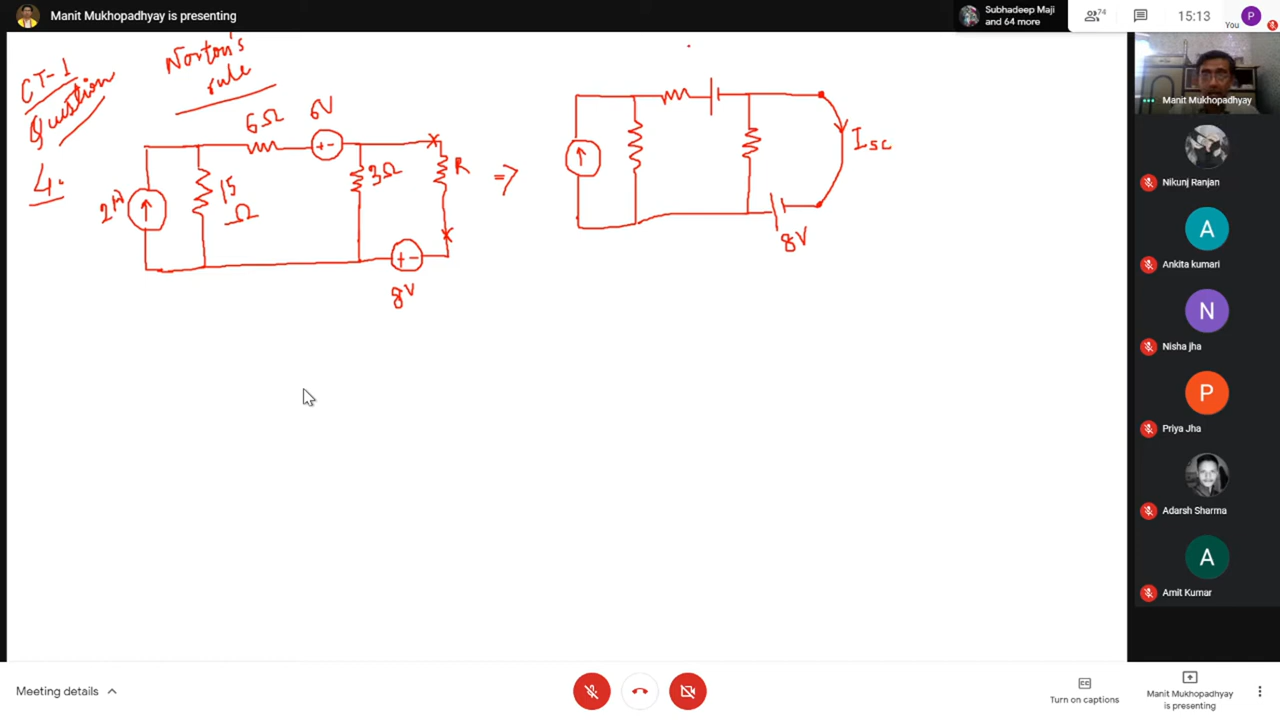 Manit Mukhopadhyay is presenting
Subhadeep Maji
and 64 more
74
15:13
P
You
CT-1
Question
4.
Norton's
rule
6Ω
6V
2A
15
Ω
3Ω
R
8V
=>
Isc
8V
Manit Mukhopadhyay
Nikunj Ranjan
A
Ankita kumari
N
Nisha jha
P
Priya Jha
Adarsh Sharma
A
Amit Kumar
Meeting details
Turn on captions
Manit Mukhopadhyay
is presenting